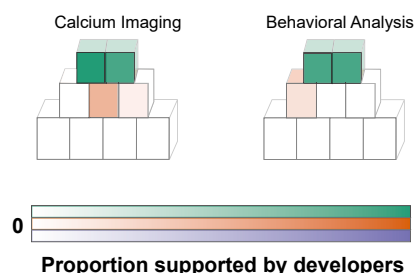 Calcium Imaging
Behavioral Analysis
0
Proportion supported by developers